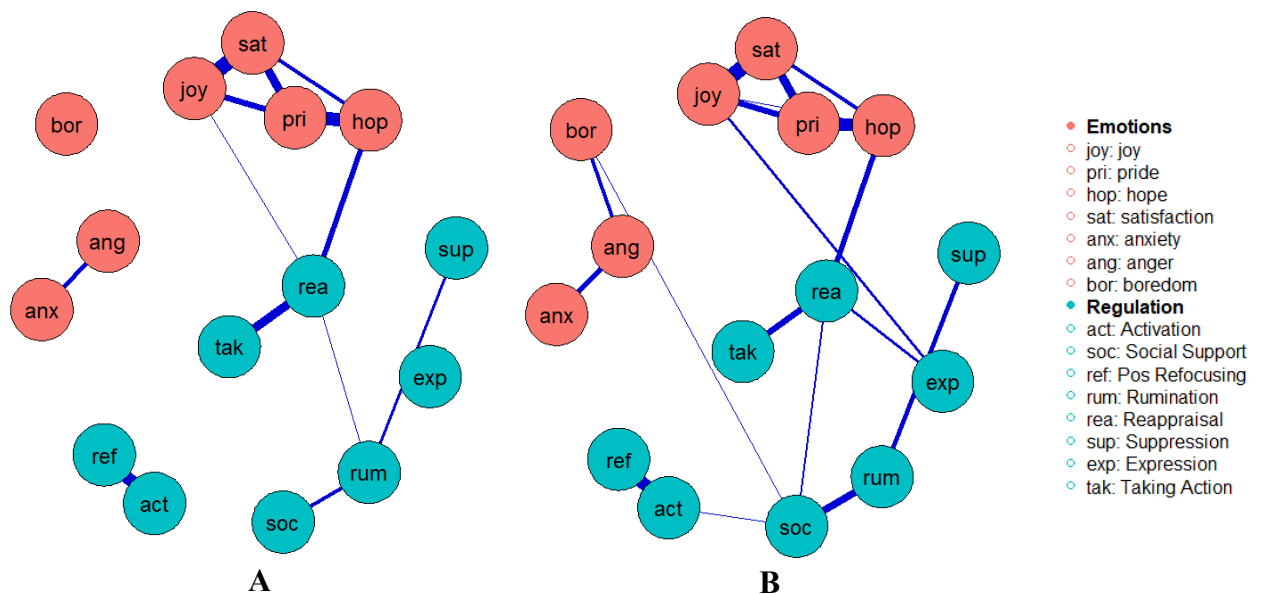 sat
joy
pri
hop
bor
ang
sup
anx
rea
tak
exp
ref
rum
act
soc
A
sat
joy
pri
hop
bor
ang
sup
rea
anx
tak
exp
ref
rum
act
soc
B
Emotions
joy: joy
pri: pride
hop: hope
sat: satisfaction
anx: anxiety
ang: anger
bor: boredom
Regulation
act: Activation
soc: Social Support
ref: Pos Refocusing
rum: Rumination
rea: Reappraisal
sup: Suppression
exp: Expression
tak: Taking Action